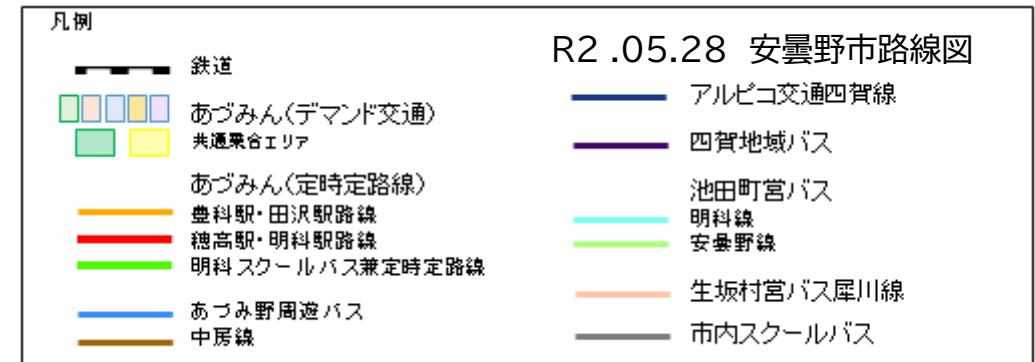 凡例
R2 .05.28 安曇野市路線図
鉄道
あづみん(デマンド交通)
共通乗合エリア
あづみん(定時定路線)
豊科駅・田沢駅路線
穂高駅・明科駅路線
明科スクールバス兼定時定路線
あづみ野周遊バス
中房線
アルピコ交通四賀線
四賀地域バス
池田町営バス
明科線
安曇野線
生坂村営バス犀川線
市内スクールバス